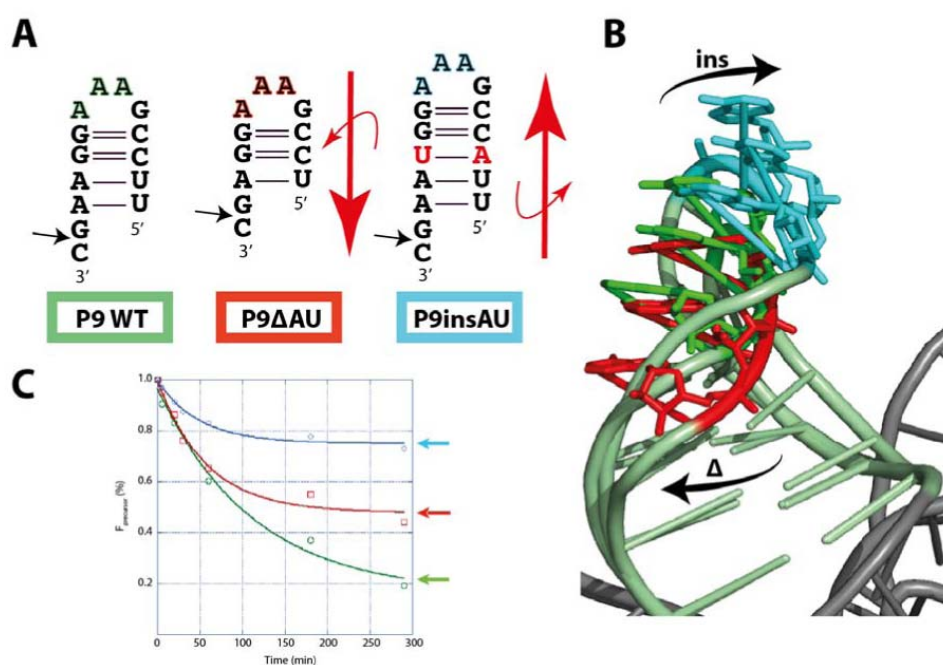 A
AA
A G
G C
G C
A U
A U
G 5′
C
3′
P9 WT
AA
A G
G C
G C
A U
G 5′
C
3′
P9ΔAU
AA
A G
G C
G C
U A
A U
A U
G 5′
C
3′
P9insAU
B
ins
Δ
C
1.0
0.8
0.6
0.4
0.2
F precursor (%)
0 50 100 150 200 250 300
Time (min)